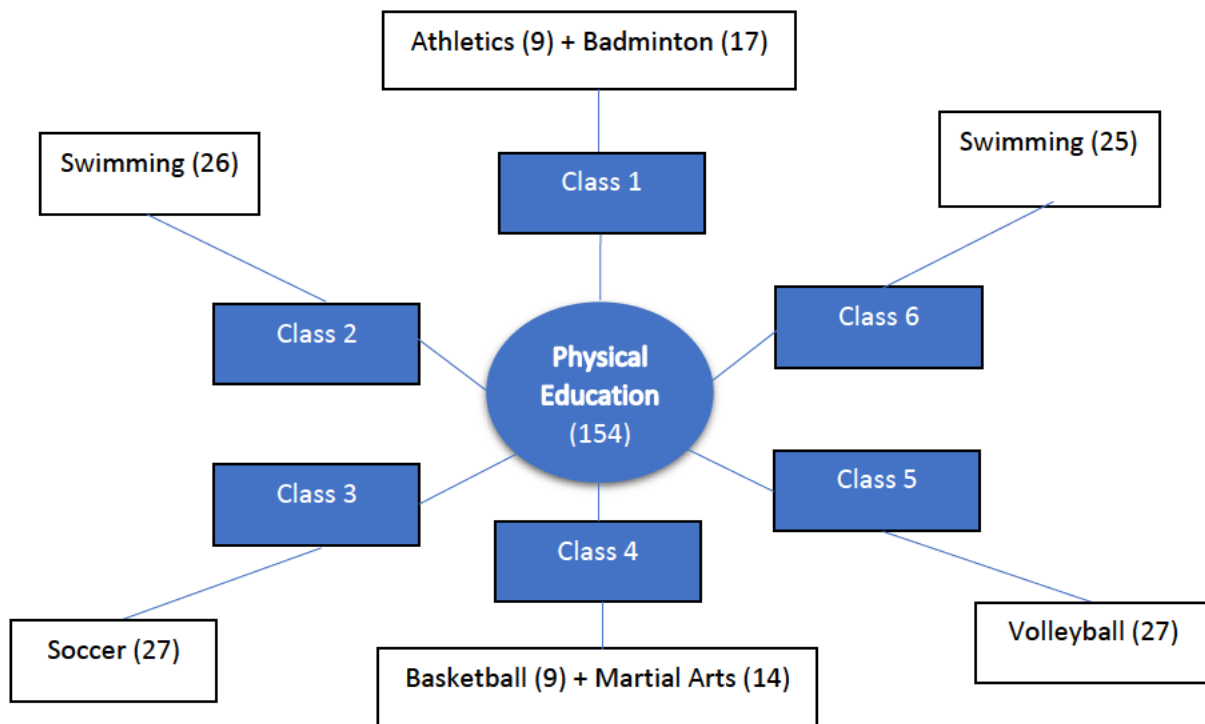 Athletics (9) + Badminton (17)
Swimming (26)
Swimming (25)
Class 1
Class 2
Class 6
Physical
Education
(154)
Class 3
Class 5
Class 4
Soccer (27)
Volleyball (27)
Basketball (9) + Martial Arts (14)